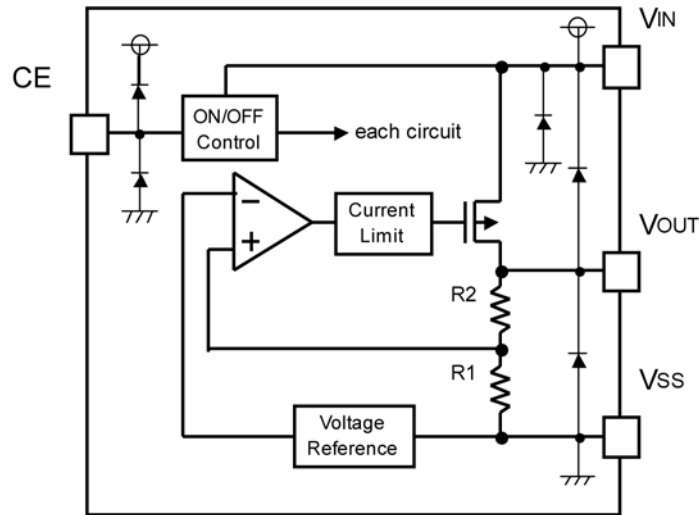 VIN
CE
ON/OFF
Control
each circuit
−
+
Current
Limit
VOUT
R2
R1
VSS
Voltage
Reference